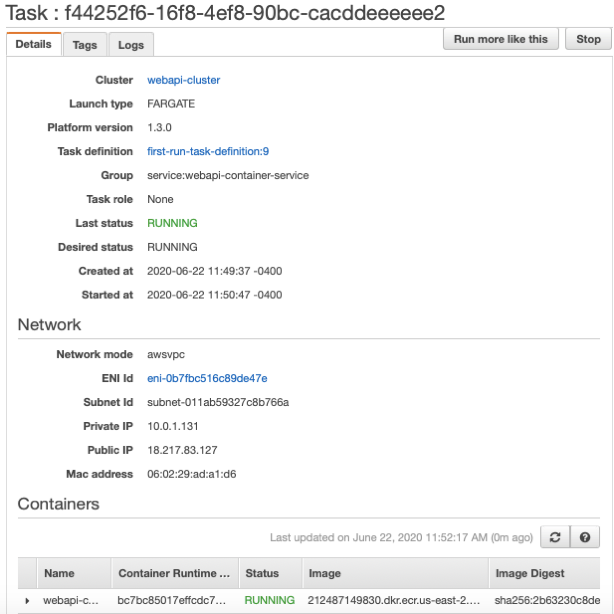 Task : f44252f6-16f8-4ef8-90bc-cacddeeeeee2
Run more like this Stop
Details Tags Logs
Cluster webapi-cluster
Launch type FARGATE
Platform version 1.3.0
Task definition first-run-task-definition:9
Group service:webapi-container-service
Task role None
Last status RUNNING
Desired status RUNNING
Created at 2020-06-22 11:49:37 -0400
Started at 2020-06-22 11:50:47 -0400
Network
Network mode awsvpc
ENI Id eni-0b7fbc516c89de47e
Subnet Id subnet-011ab59327c8b766a
Private IP 10.0.1.131
Public IP 18.217.83.127
Mac address 06:02:29:ad:a1:d6
Containers
Last updated on June 22, 2020 11:52:17 AM (0m ago)
Name Container Runtime ... Status Image Image Digest
webapi-c... bc7bc85017effcdc7... RUNNING 212487149830.dkr.ecr.us-east-2.... sha256:2b63230c8de